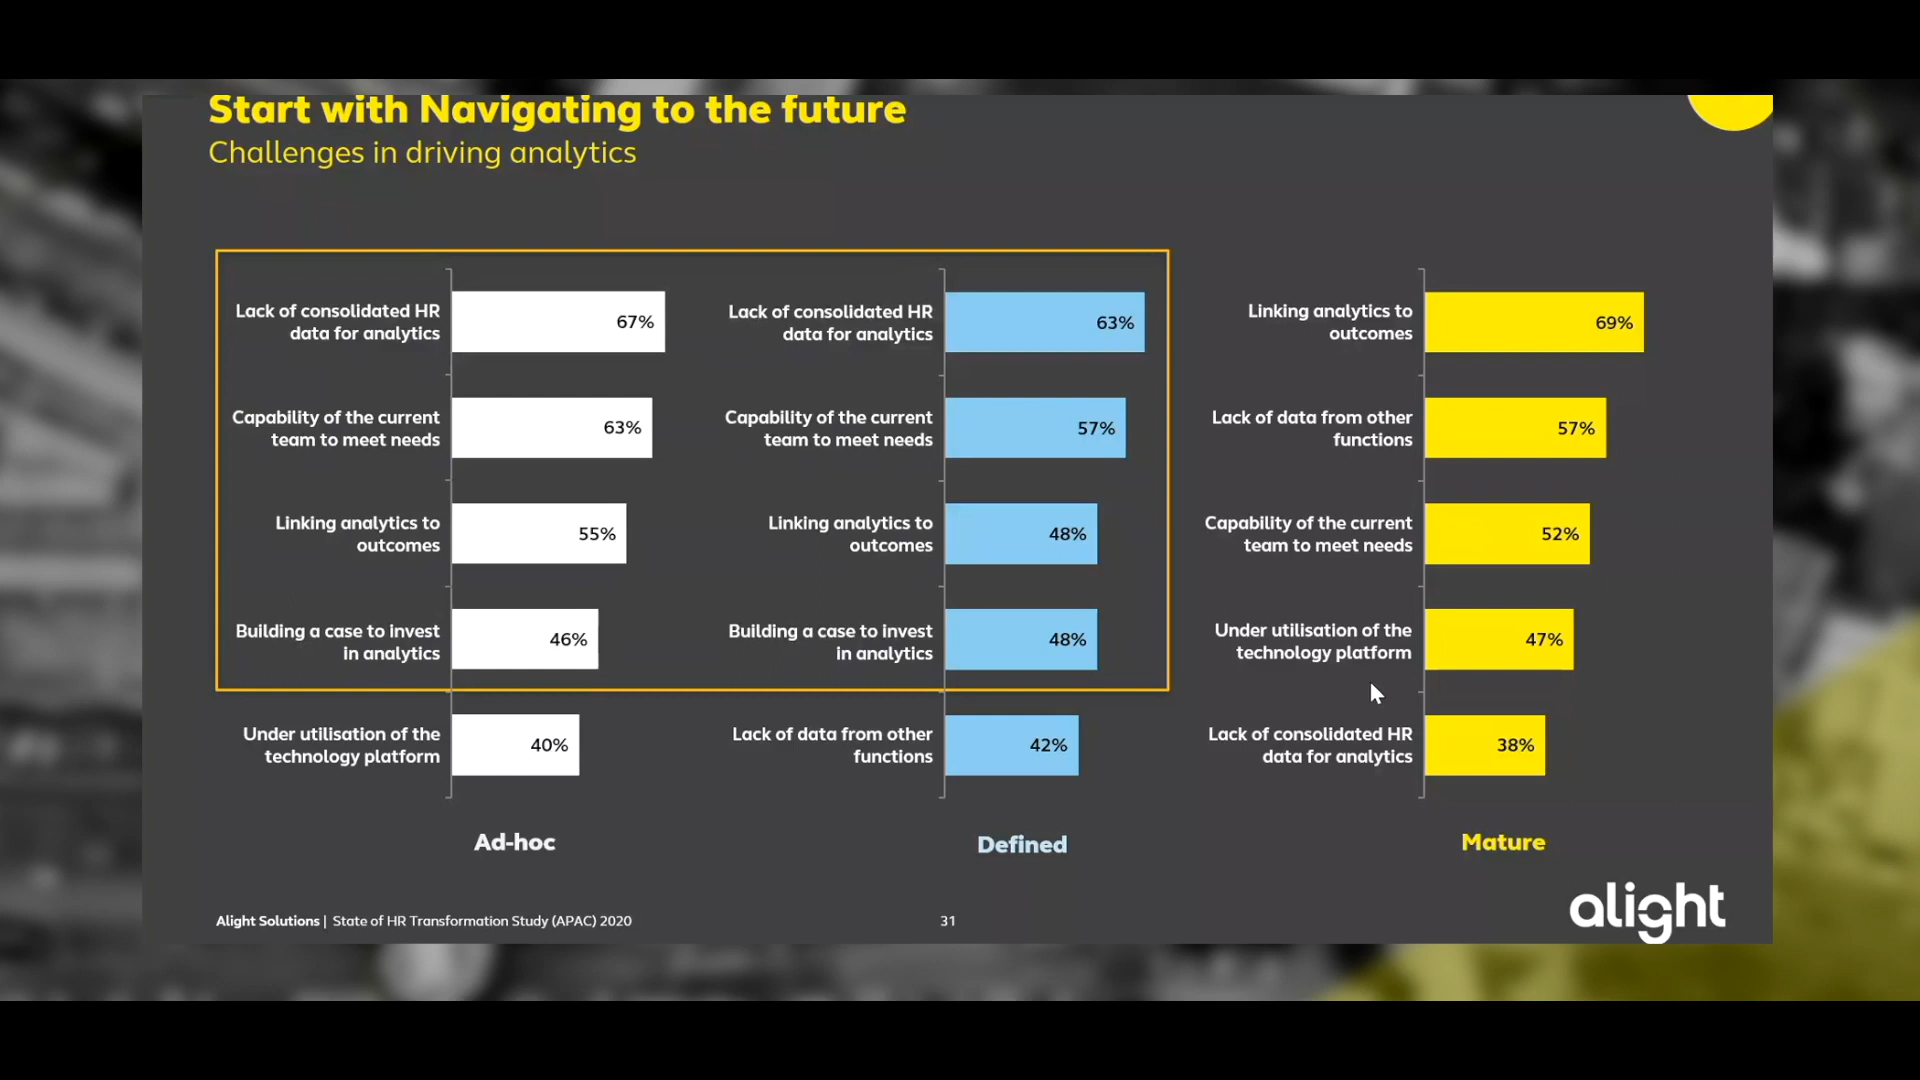 Start with Navigating to the future
Challenges in driving analytics
Lack of consolidated HR
data for analytics
67%
Capability of the current
team to meet needs
63%
Linking analytics to
outcomes
55%
Building a case to invest
in analytics
46%
Under utilisation of the
technology platform
40%
Ad-hoc
Lack of consolidated HR
data for analytics
63%
Capability of the current
team to meet needs
57%
Linking analytics to
outcomes
48%
Building a case to invest
in analytics
48%
Lack of data from other
functions
42%
Defined
Linking analytics to
outcomes
69%
Lack of data from other
functions
57%
Capability of the current
team to meet needs
52%
Under utilisation of the
technology platform
47%
Lack of consolidated HR
data for analytics
38%
Mature
Alight Solutions | State of HR Transformation Study (APAC) 2020
31
alight